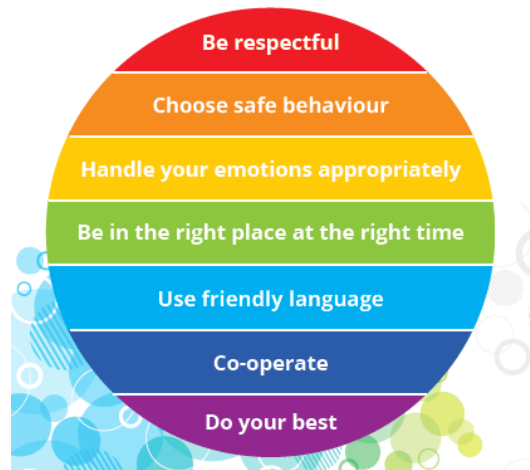 Be respectful
Choose safe behaviour
Handle your emotions appropriately
Be in the right place at the right time
Use friendly language
Co-operate
Do your best